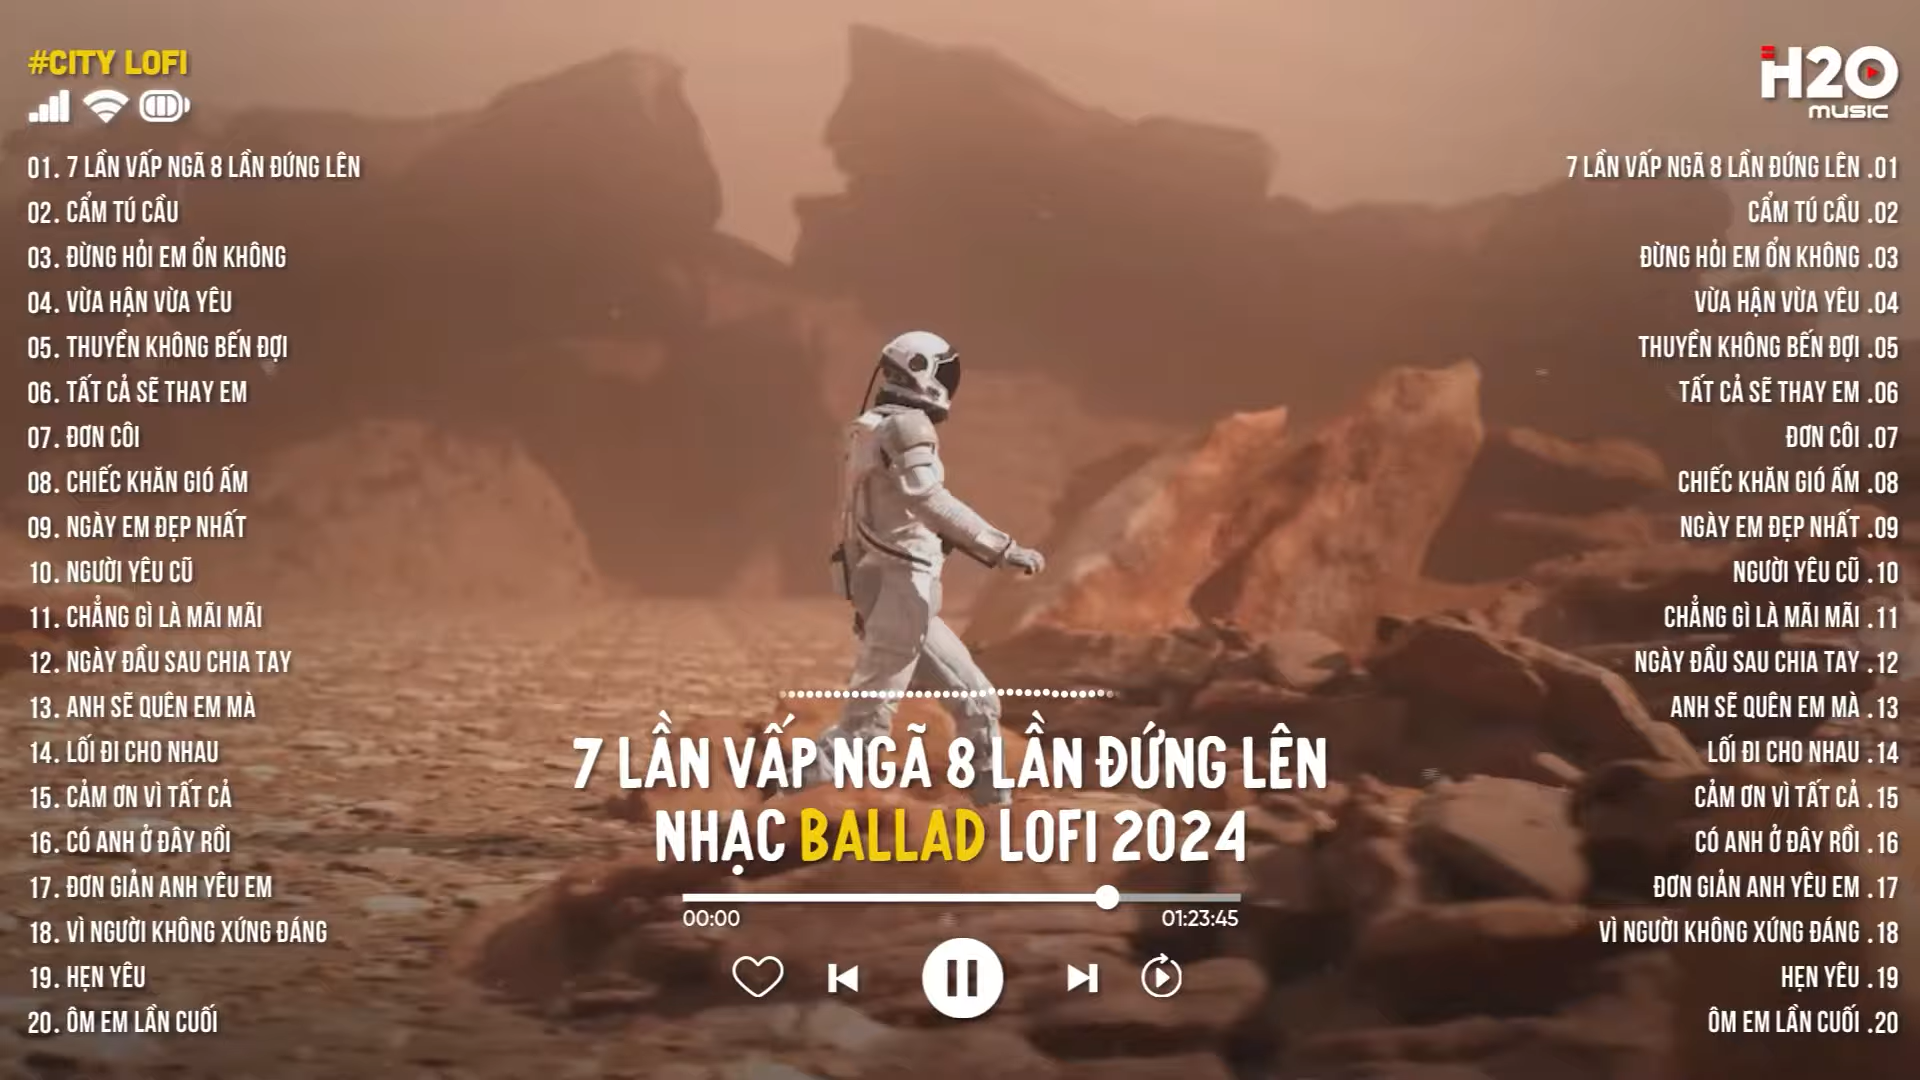 #CITY LOFI
H2O
MUSIC
01. 7 LẦN VẤP NGÃ 8 LẦN ĐỨNG LÊN
02. CẨM TÚ CẦU
03. ĐỪNG HỎI EM ỔN KHÔNG
04. VỪA HẬN VỪA YÊU
05. THUYỀN KHÔNG BẾN ĐỢI
06. TẤT CẢ SẼ THAY EM
07. ĐƠN CÔI
08. CHIẾC KHĂN GIÓ ẤM
09. NGÀY EM ĐẸP NHẤT
10. NGƯỜI YÊU CŨ
11. CHẲNG GÌ LÀ MÃI MÃI
12. NGÀY ĐẦU SAU CHIA TAY
13. ANH SẼ QUÊN EM MÀ
14. LỐI ĐI CHO NHAU
15. CẢM ƠN VÌ TẤT CẢ
16. CÓ ANH Ở ĐÂY RỒI
17. ĐƠN GIẢN ANH YÊU EM
18. VÌ NGƯỜI KHÔNG XỨNG ĐÁNG
19. HẸN YÊU
20. ÔM EM LẦN CUỐI
7 LẦN VẤP NGÃ 8 LẦN ĐỨNG LÊN .01
CẨM TÚ CẦU .02
ĐỪNG HỎI EM ỔN KHÔNG .03
VỪA HẬN VỪA YÊU .04
THUYỀN KHÔNG BẾN ĐỢI .05
TẤT CẢ SẼ THAY EM .06
ĐƠN CÔI .07
CHIẾC KHĂN GIÓ ẤM .08
NGÀY EM ĐẸP NHẤT .09
NGƯỜI YÊU CŨ .10
CHẲNG GÌ LÀ MÃI MÃI .11
NGÀY ĐẦU SAU CHIA TAY .12
ANH SẼ QUÊN EM MÀ .13
LỐI ĐI CHO NHAU .14
CẢM ƠN VÌ TẤT CẢ .15
CÓ ANH Ở ĐÂY RỒI .16
ĐƠN GIẢN ANH YÊU EM .17
VÌ NGƯỜI KHÔNG XỨNG ĐÁNG .18
HẸN YÊU .19
ÔM EM LẦN CUỐI .20
7 LẦN VẤP NGÃ 8 LẦN ĐỨNG LÊN
NHẠC BALLAD LOFI 2024
00:00 01:23:45